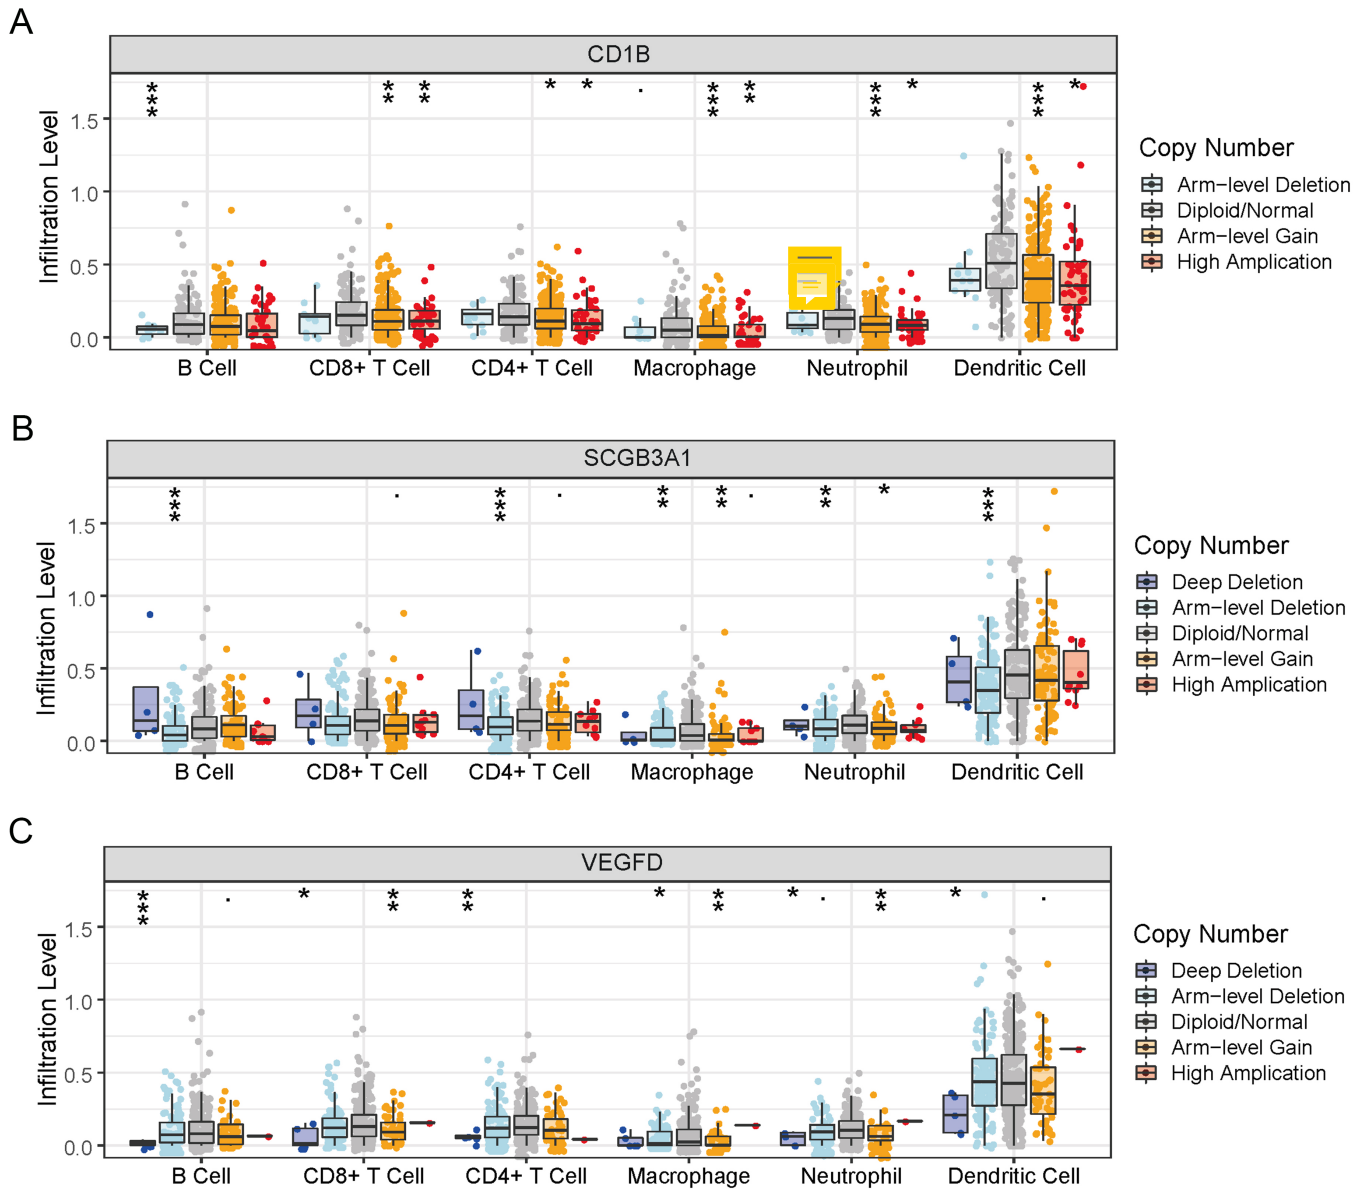 A
CD1B
*** ** ** * * . *** ** *** * *** *
Infiltration Level
1.5
1.0
0.5
0.0
B Cell CD8+ T Cell CD4+ T Cell Macrophage Neutrophil Dendritic Cell
Copy Number
Arm-level Deletion
Diploid/Normal
Arm-level Gain
High Amplication
B
SCGB3A1
*** . *** . ** ** . ** * ***
Infiltration Level
1.5
1.0
0.5
0.0
B Cell CD8+ T Cell CD4+ T Cell Macrophage Neutrophil Dendritic Cell
Copy Number
Deep Deletion
Arm-level Deletion
Diploid/Normal
Arm-level Gain
High Amplication
C
VEGFD
*** . * ** ** * ** * . ** * .
Infiltration Level
1.5
1.0
0.5
0.0
B Cell CD8+ T Cell CD4+ T Cell Macrophage Neutrophil Dendritic Cell
Copy Number
Deep Deletion
Arm-level Deletion
Diploid/Normal
Arm-level Gain
High Amplication